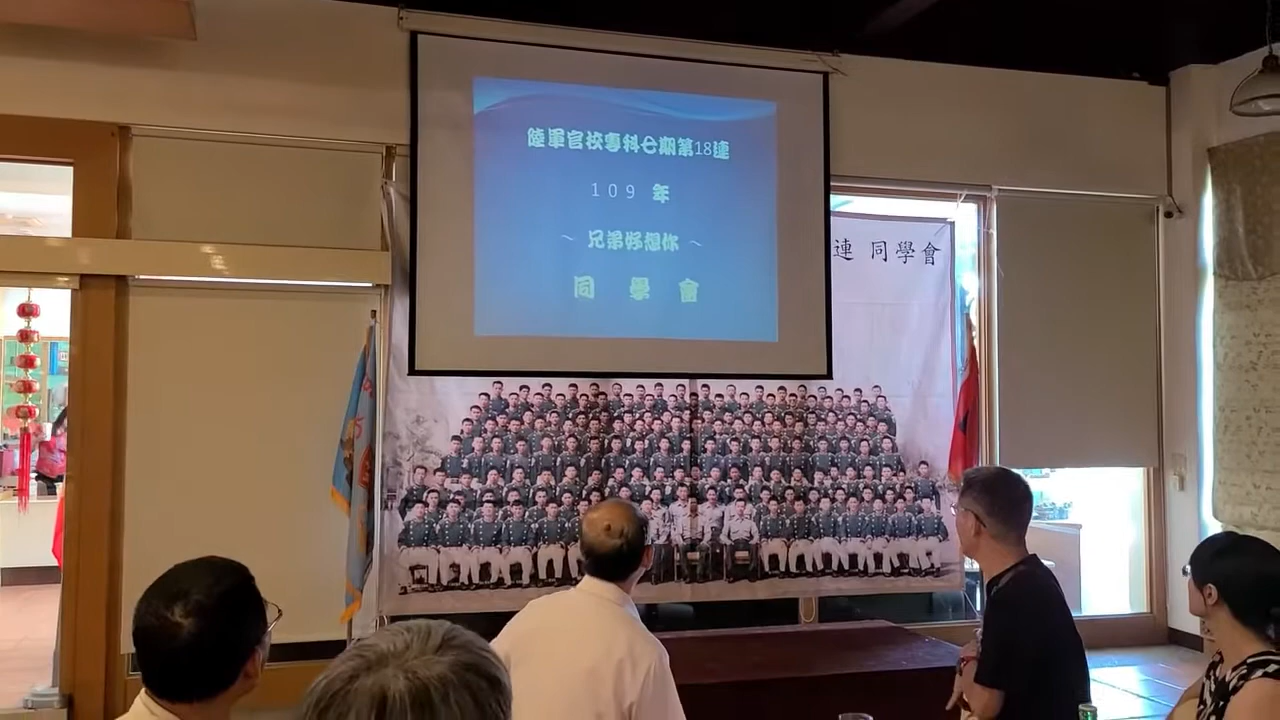 陸軍官校專科七期第18連
109 年
~ 兄弟好想你 ~
同 學 會
連 同學會